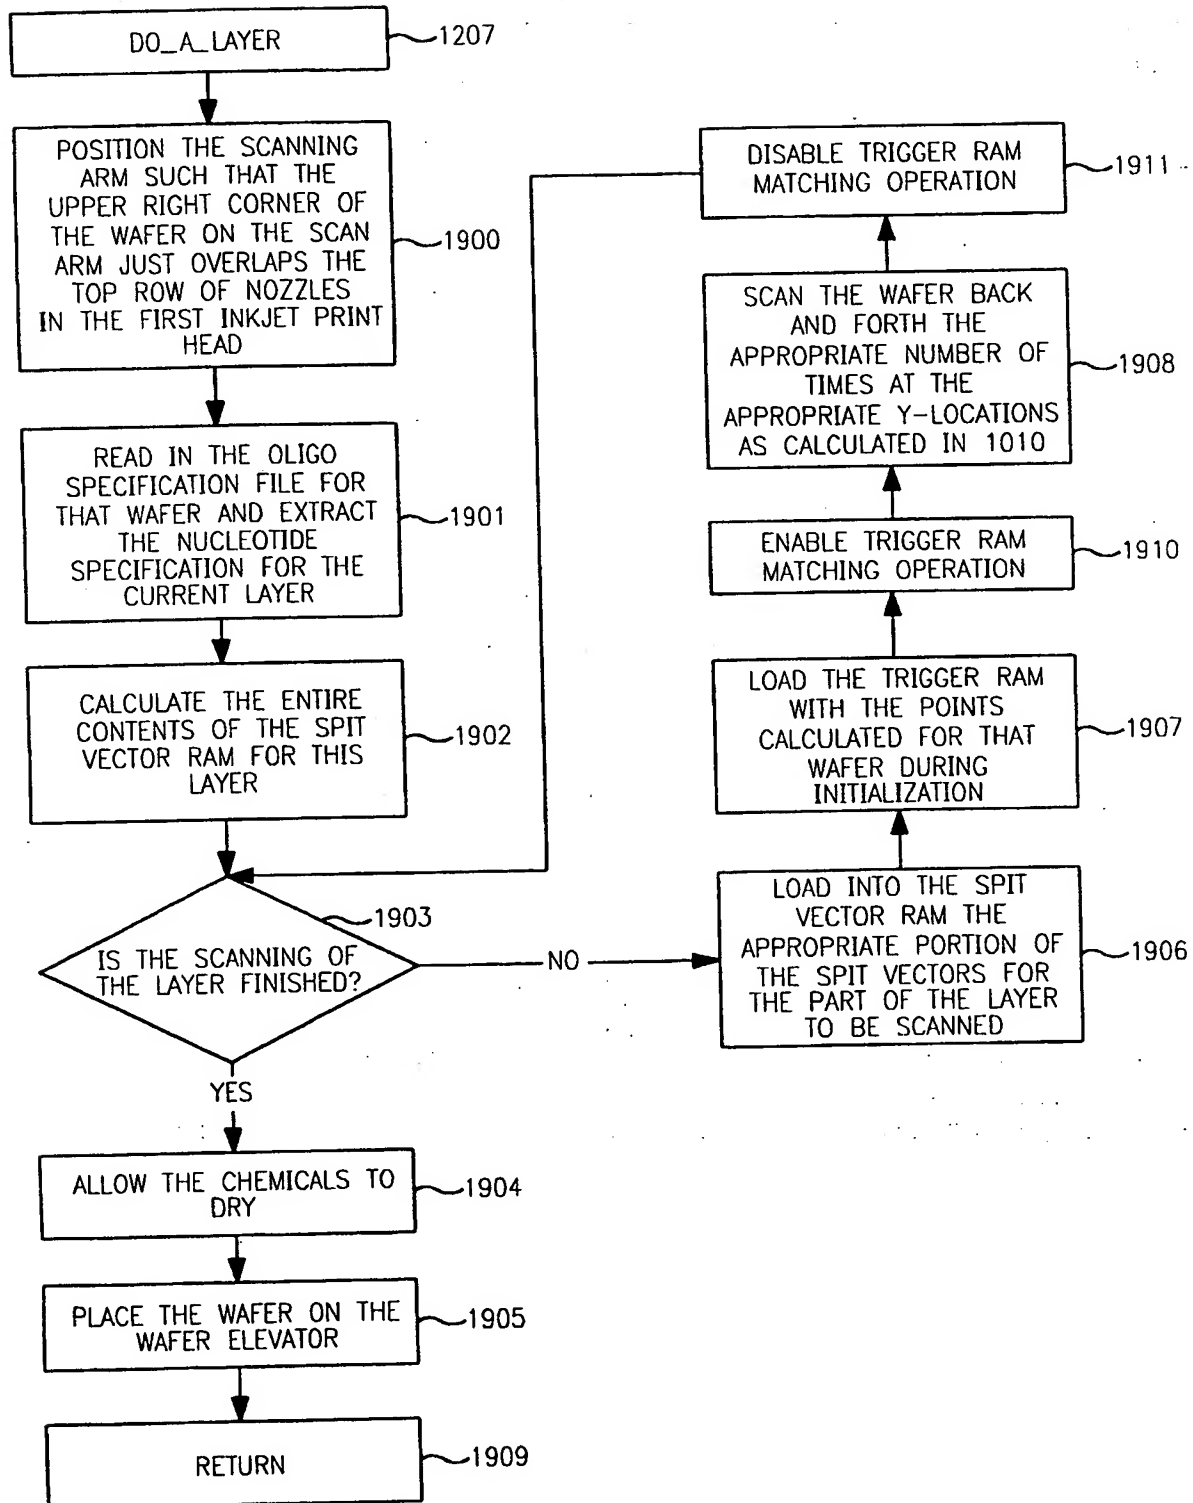 DO_A_LAYER
1207
POSITION THE SCANNING
ARM SUCH THAT THE
UPPER RIGHT CORNER OF
THE WAFER ON THE SCAN
ARM JUST OVERLAPS THE
TOP ROW OF NOZZLES
IN THE FIRST INKJET PRINT
HEAD
1900
READ IN THE OLIGO
SPECIFICATION FILE FOR
THAT WAFER AND EXTRACT
THE NUCLEOTIDE
SPECIFICATION FOR THE
CURRENT LAYER
1901
CALCULATE THE ENTIRE
CONTENTS OF THE SPIT
VECTOR RAM FOR THIS
LAYER
1902
1903
IS THE SCANNING OF
THE LAYER FINISHED?
NO
YES
ALLOW THE CHEMICALS TO
DRY
1904
PLACE THE WAFER ON THE
WAFER ELEVATOR
1905
RETURN
1909
DISABLE TRIGGER RAM
MATCHING OPERATION
1911
SCAN THE WAFER BACK
AND FORTH THE
APPROPRIATE NUMBER OF
TIMES AT THE
APPROPRIATE Y-LOCATIONS
AS CALCULATED IN 1010
1908
ENABLE TRIGGER RAM
MATCHING OPERATION
1910
LOAD THE TRIGGER RAM
WITH THE POINTS
CALCULATED FOR THAT
WAFER DURING
INITIALIZATION
1907
LOAD INTO THE SPIT
VECTOR RAM THE
APPROPRIATE PORTION OF
THE SPIT VECTORS FOR
THE PART OF THE LAYER
TO BE SCANNED
1906